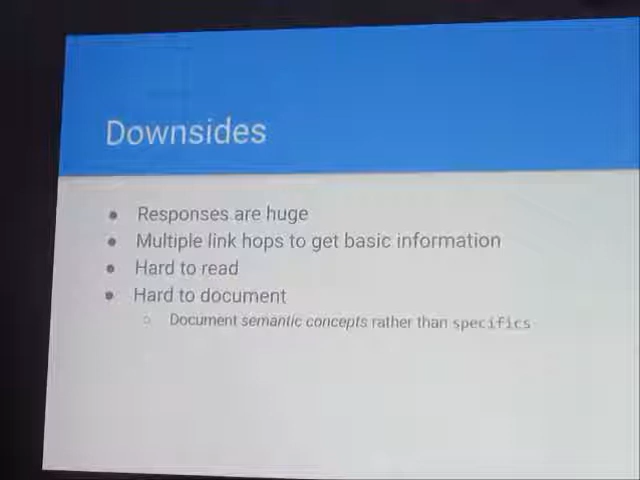 Downsides
● Responses are huge
● Multiple link hops to get basic information
● Hard to read
● Hard to document
○ Document semantic concepts rather than specifics